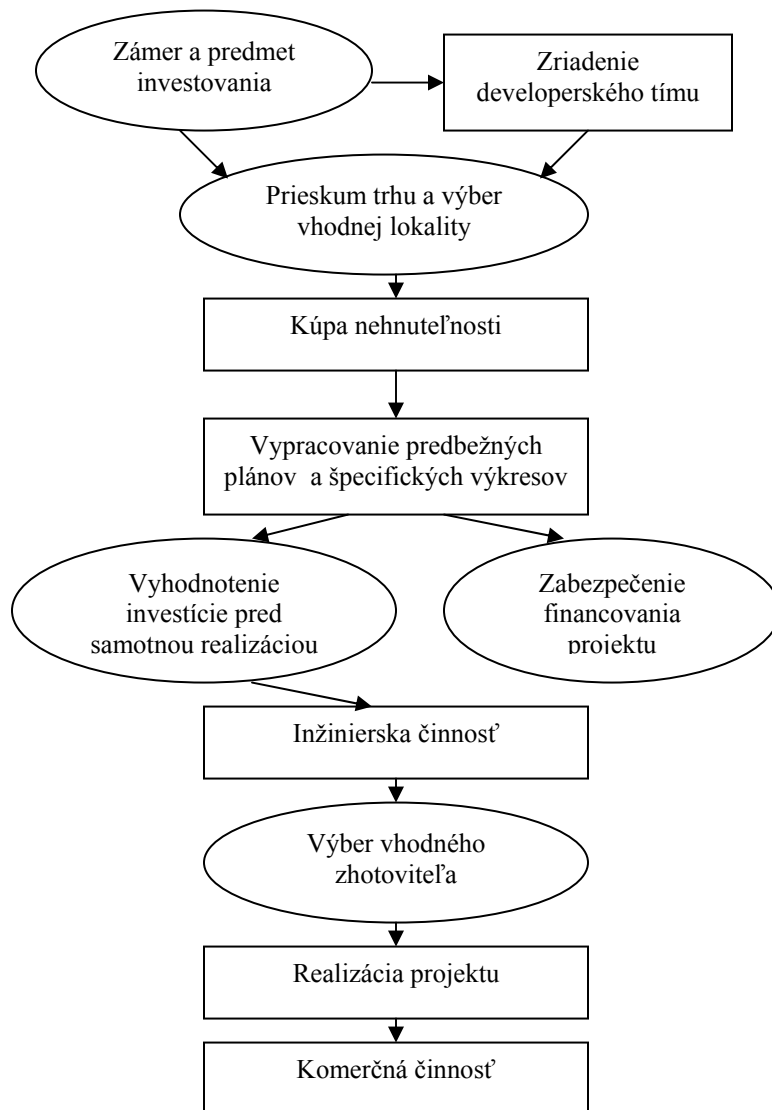 Zámer a predmet
investovania
Zriadenie
developerského tímu
Prieskum trhu a výber
vhodnej lokality
Kúpa nehnuteľnosti
Vypracovanie predbežných
plánov a špecifických výkresov
Vyhodnotenie
investície pred
samotnou realizáciou
Zabezpečenie
financovania
projektu
Inžinierska činnosť
Výber vhodného
zhotoviteľa
Realizácia projektu
Komerčná činnosť